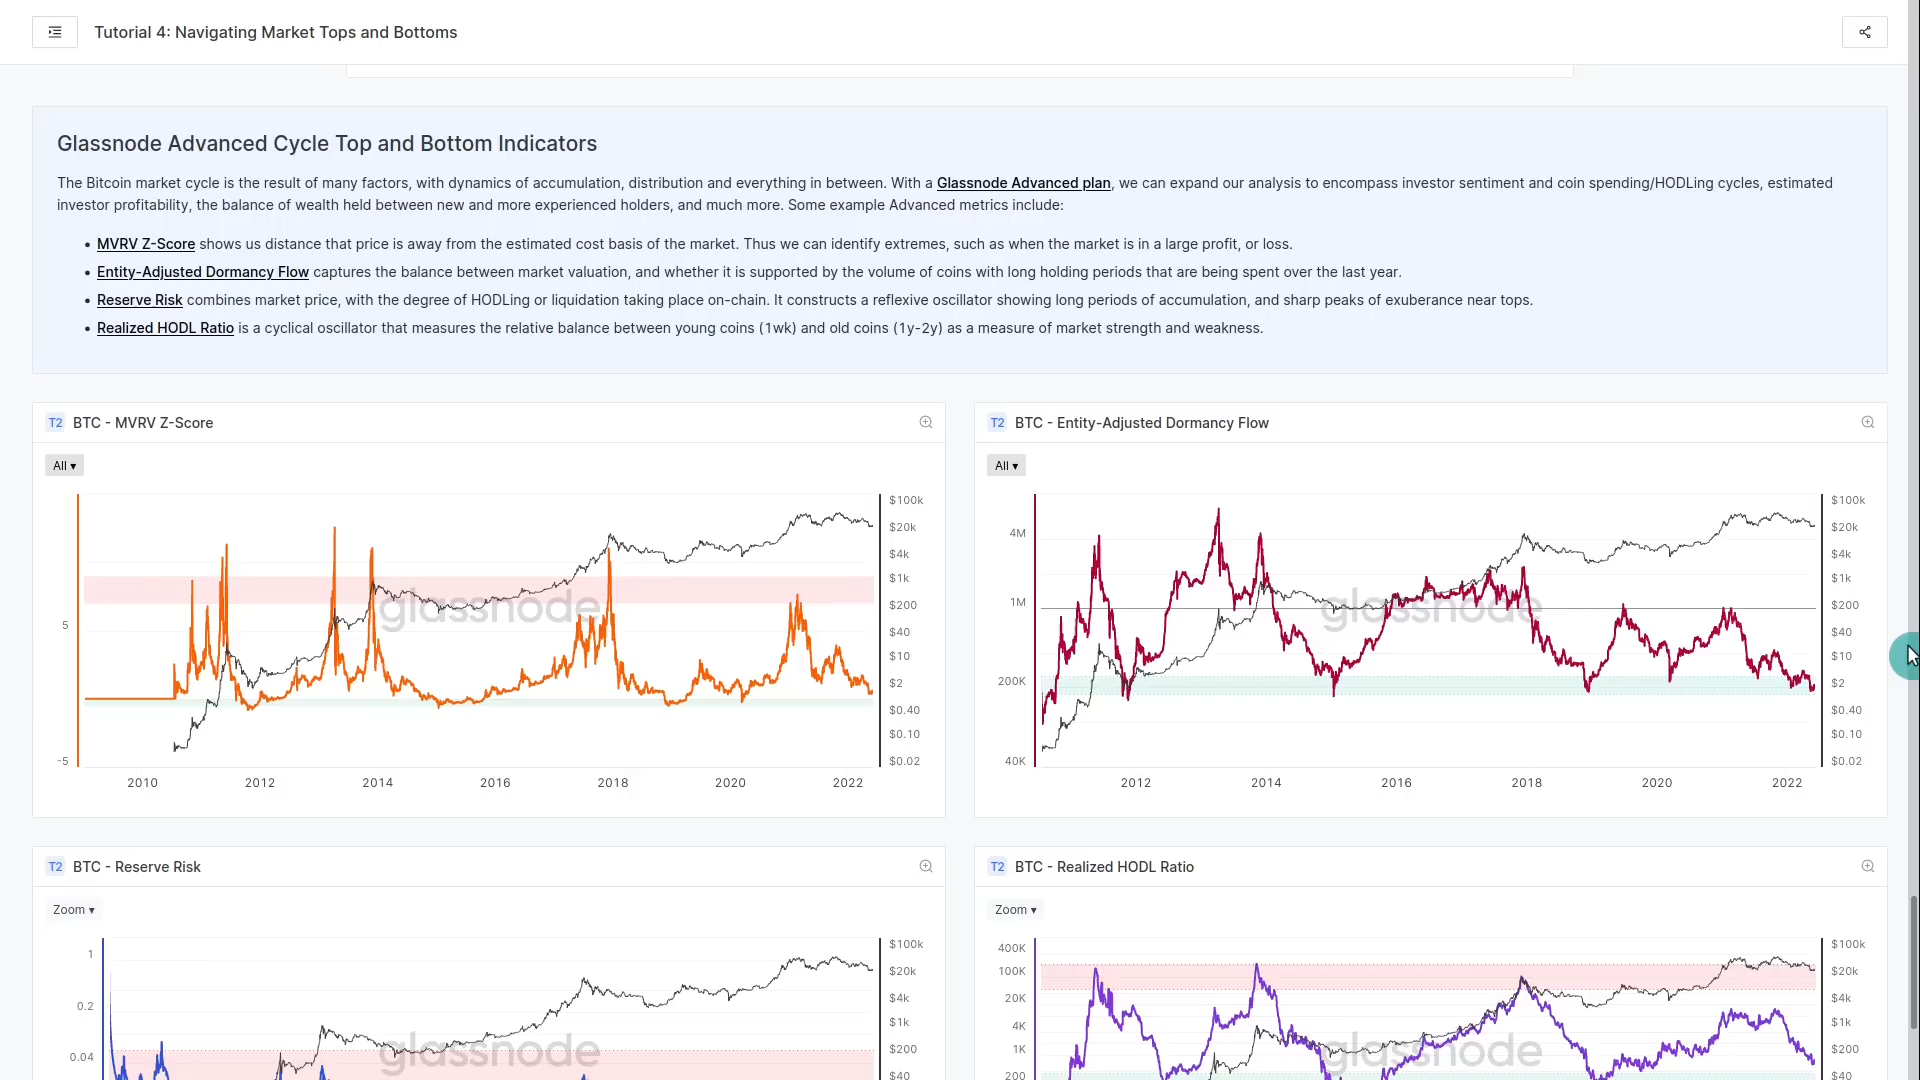 Tutorial 4: Navigating Market Tops and Bottoms
Glassnode Advanced Cycle Top and Bottom Indicators
The Bitcoin market cycle is the result of many factors, with dynamics of accumulation, distribution and everything in between. With a Glassnode Advanced plan, we can expand our analysis to encompass investor sentiment and coin spending/HODLing cycles, estimated
investor profitability, the balance of wealth held between new and more experienced holders, and much more. Some example Advanced metrics include:
• MVRV Z-Score shows us distance that price is away from the estimated cost basis of the market. Thus we can identify extremes, such as when the market is in a large profit, or loss.
• Entity-Adjusted Dormancy Flow captures the balance between market valuation, and whether it is supported by the volume of coins with long holding periods that are being spent over the last year.
• Reserve Risk combines market price, with the degree of HODLing or liquidation taking place on-chain. It constructs a reflexive oscillator showing long periods of accumulation, and sharp peaks of exuberance near tops.
• Realized HODL Ratio is a cyclical oscillator that measures the relative balance between young coins (1wk) and old coins (1y-2y) as a measure of market strength and weakness.
T2 BTC - MVRV Z-Score
All ▾
5
-5
$100k
$20k
$4k
$1k
$200
$40
$10
$2
$0.40
$0.10
$0.02
glassnode
2010 2012 2014 2016 2018 2020 2022
T2 BTC - Entity-Adjusted Dormancy Flow
All ▾
4M
1M
200K
40K
$100k
$20k
$4k
$1k
$200
$40
$10
$2
$0.40
$0.10
$0.02
glassnode
2012 2014 2016 2018 2020 2022
T2 BTC - Reserve Risk
Zoom ▾
1
0.2
0.04
$100k
$20k
$4k
$1k
$200
$40
glassnode
T2 BTC - Realized HODL Ratio
Zoom ▾
400K
100K
20K
4K
1K
200
$100k
$20k
$4k
$1k
$200
$40
glassnode